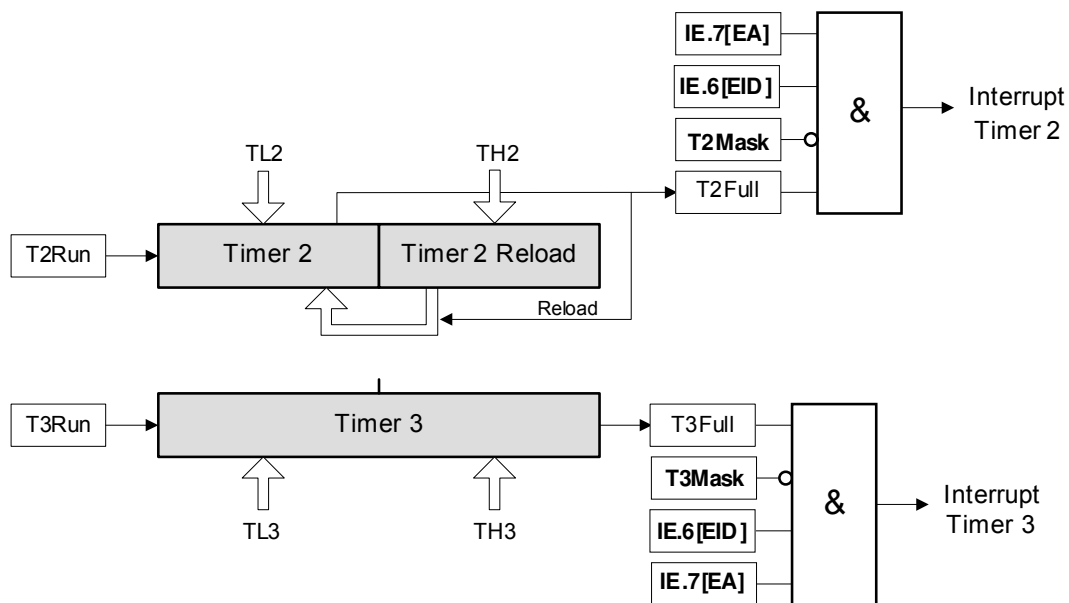 IE.7[EA]
IE.6[EID]
T2Mask
T2Full
&
Interrupt
Timer 2
TL2
TH2
T2Run
Timer 2
Timer 2 Reload
Reload
T3Run
Timer 3
TL3
TH3
T3Full
T3Mask
IE.6[EID]
IE.7[EA]
&
Interrupt
Timer 3